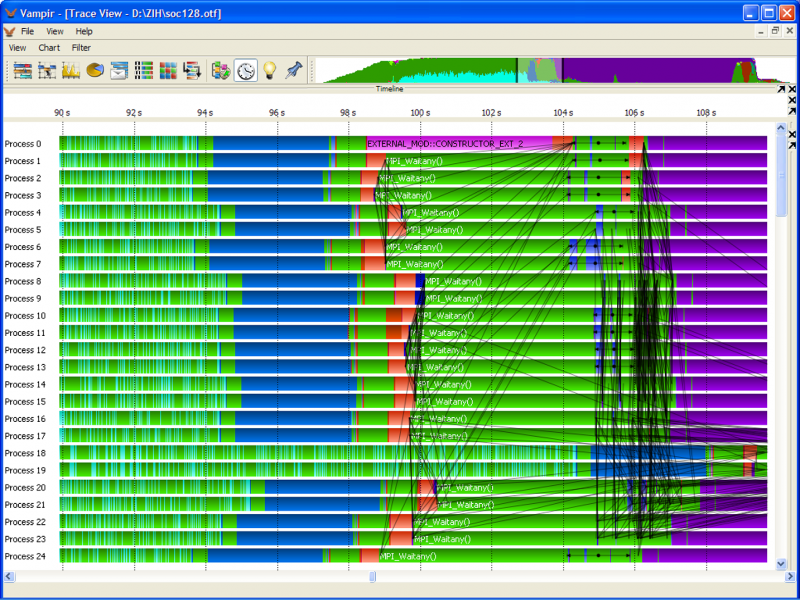 Vampir - [Trace View - D:\ZIH\soc128.otf]
File View Help
View Chart Filter
Timeline
90 s 92 s 94 s 96 s 98 s 100 s 102 s 104 s 106 s 108 s
Process 0 EXTERNAL_MOD::CONSTRUCTOR_EXT_2
Process 1 MPI_Waitany()
Process 2 MPI_Waitany()
Process 3 MPI_Waitany()
Process 4 MPI_Waitany()
Process 5 MPI_Waitany()
Process 6 MPI_Waitany()
Process 7 MPI_Waitany()
Process 8 MPI_Waitany()
Process 9 MPI_Waitany()
Process 10 MPI_Waitany()
Process 11 MPI_Waitany()
Process 12 MPI_Waitany()
Process 13 MPI_Waitany()
Process 14 MPI_Waitany()
Process 15 MPI_Waitany()
Process 16 MPI_Waitany()
Process 17 MPI_Waitany()
Process 18
Process 19
Process 20 MPI_Waitany()
Process 21 MPI_Waitany()
Process 22 MPI_Waitany()
Process 23 MPI_Waitany()
Process 24 MPI_Waitany()